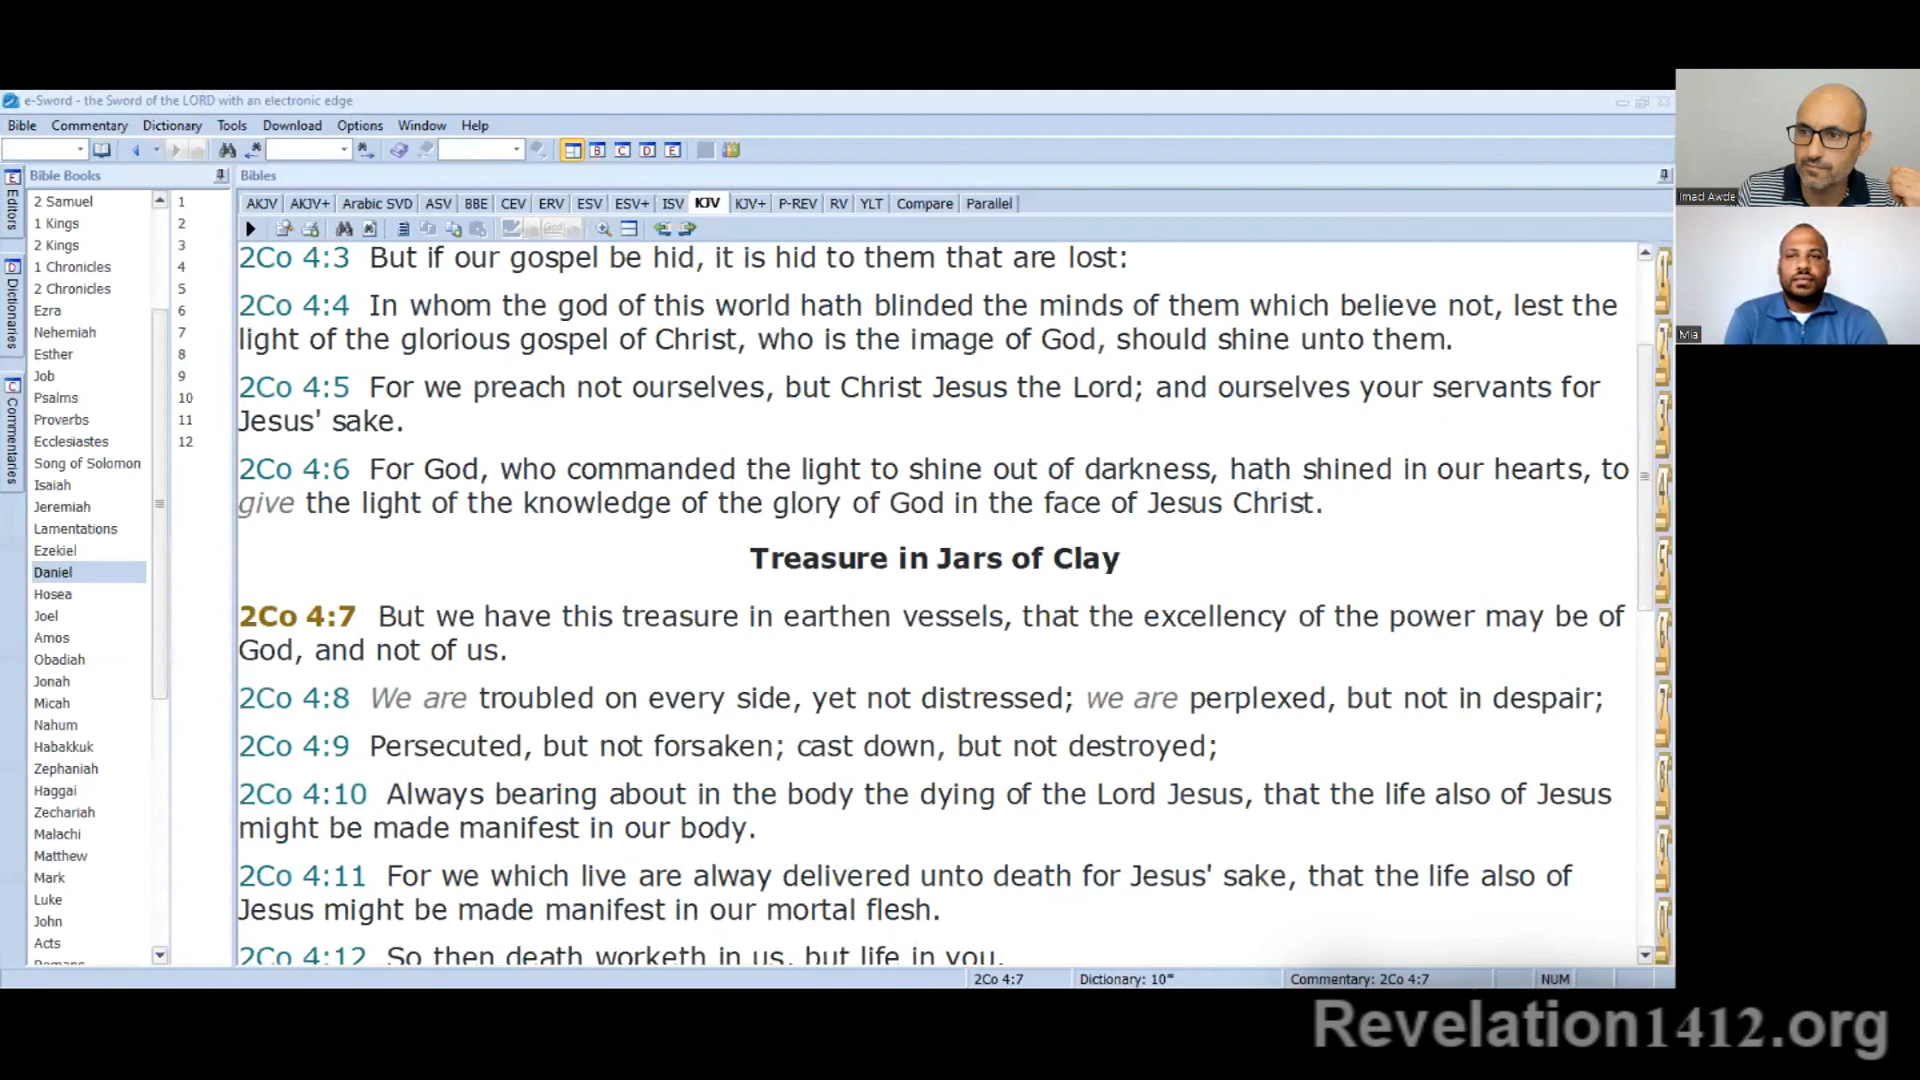 e-Sword - the Sword of the LORD with an electronic edge
Bible Commentary Dictionary Tools Download Options Window Help
Bible Books
Bibles
Editors
Dictionaries
Commentaries
2 Samuel
1 Kings
2 Kings
1 Chronicles
2 Chronicles
Ezra
Nehemiah
Esther
Job
Psalms
Proverbs
Ecclesiastes
Song of Solomon
Isaiah
Jeremiah
Lamentations
Ezekiel
Daniel
Hosea
Joel
Amos
Obadiah
Jonah
Micah
Nahum
Habakkuk
Zephaniah
Haggai
Zechariah
Malachi
Matthew
Mark
Luke
John
Acts
Romans
1
2
3
4
5
6
7
8
9
10
11
12
AKJV AKJV+ Arabic SVD ASV BBE CEV ERV ESV ESV+ ISV KJV KJV+ P-REV RV YLT Compare Parallel
2Co 4:3 But if our gospel be hid, it is hid to them that are lost:
2Co 4:4 In whom the god of this world hath blinded the minds of them which believe not, lest the
light of the glorious gospel of Christ, who is the image of God, should shine unto them.
2Co 4:5 For we preach not ourselves, but Christ Jesus the Lord; and ourselves your servants for
Jesus' sake.
2Co 4:6 For God, who commanded the light to shine out of darkness, hath shined in our hearts, to
give the light of the knowledge of the glory of God in the face of Jesus Christ.
Treasure in Jars of Clay
2Co 4:7 But we have this treasure in earthen vessels, that the excellency of the power may be of
God, and not of us.
2Co 4:8 We are troubled on every side, yet not distressed; we are perplexed, but not in despair;
2Co 4:9 Persecuted, but not forsaken; cast down, but not destroyed;
2Co 4:10 Always bearing about in the body the dying of the Lord Jesus, that the life also of Jesus
might be made manifest in our body.
2Co 4:11 For we which live are alway delivered unto death for Jesus' sake, that the life also of
Jesus might be made manifest in our mortal flesh.
2Co 4:12 So then death worketh in us, but life in you.
2Co 4:7 Dictionary: 10* Commentary: 2Co 4:7 NUM
Imad Awde
Mia
Revelation1412.org